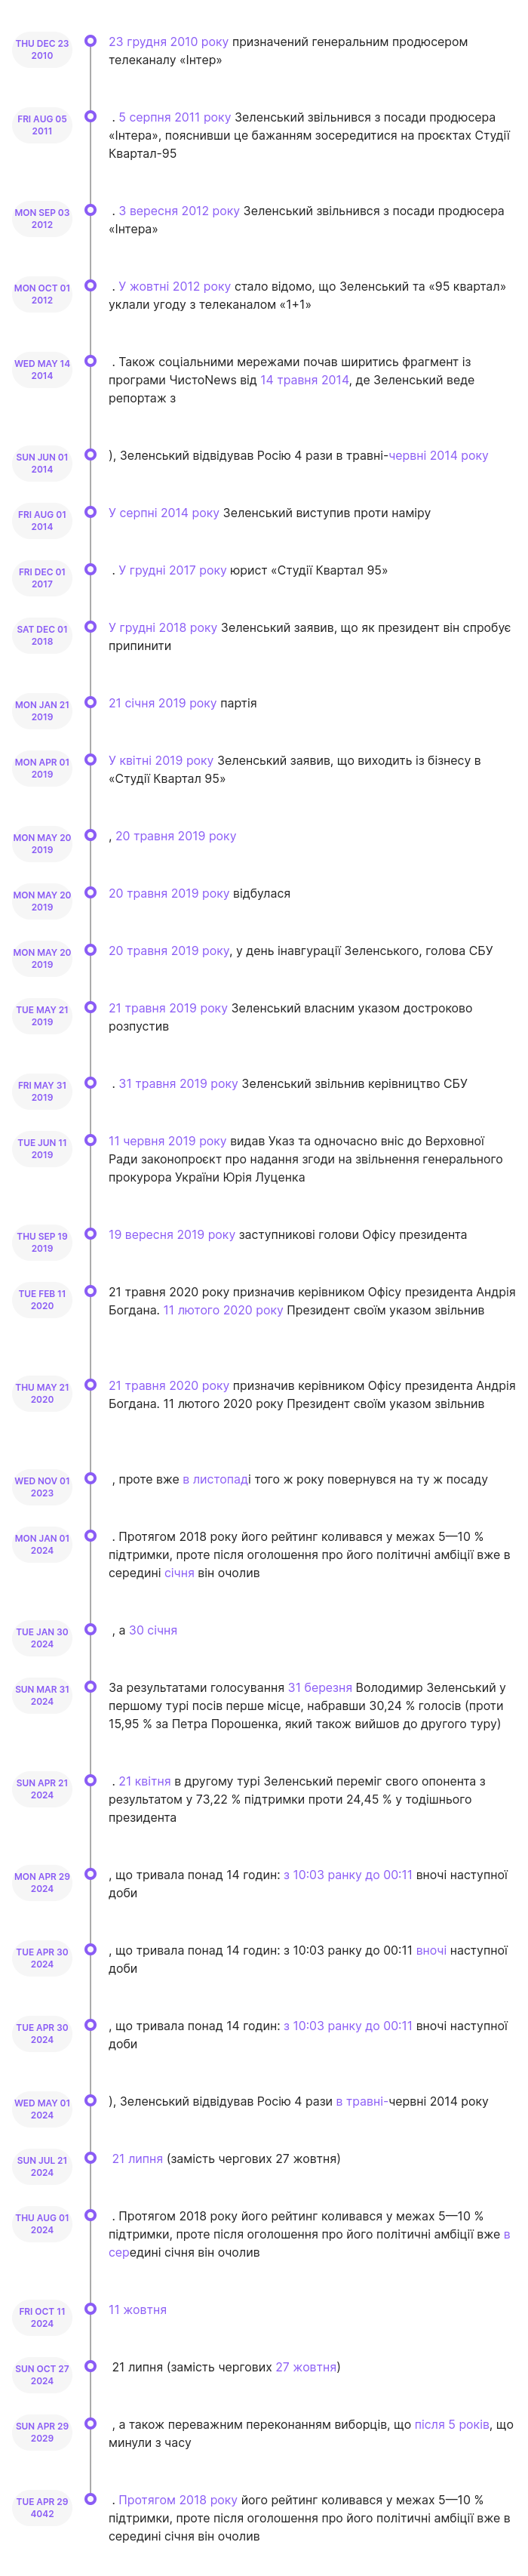 THU DEC 23
2010
23 грудня 2010 року призначений генеральним продюсером
телеканалу «Інтер»
FRI AUG 05
2011
. 5 серпня 2011 року Зеленський звільнився з посади продюсера
«Інтера», пояснивши це бажанням зосередитися на проєктах Студії
Квартал-95
MON SEP 03
2012
. 3 вересня 2012 року Зеленський звільнився з посади продюсера
«Інтера»
MON OCT 01
2012
. У жовтні 2012 року стало відомо, що Зеленський та «95 квартал»
уклали угоду з телеканалом «1+1»
WED MAY 14
2014
. Також соціальними мережами почав ширитись фрагмент із
програми ЧистоNews від 14 травня 2014, де Зеленський веде
репортаж з
SUN JUN 01
2014
), Зеленський відвідував Росію 4 рази в травні-червні 2014 року
FRI AUG 01
2014
У серпні 2014 року Зеленський виступив проти наміру
FRI DEC 01
2017
. У грудні 2017 року юрист «Студії Квартал 95»
SAT DEC 01
2018
У грудні 2018 року Зеленський заявив, що як президент він спробує
припинити
MON JAN 21
2019
21 січня 2019 року партія
MON APR 01
2019
У квітні 2019 року Зеленський заявив, що виходить із бізнесу в
«Студії Квартал 95»
MON MAY 20
2019
, 20 травня 2019 року
MON MAY 20
2019
20 травня 2019 року відбулася
MON MAY 20
2019
20 травня 2019 року, у день інавгурації Зеленського, голова СБУ
TUE MAY 21
2019
21 травня 2019 року Зеленський власним указом достроково
розпустив
FRI MAY 31
2019
. 31 травня 2019 року Зеленський звільнив керівництво СБУ
TUE JUN 11
2019
11 червня 2019 року видав Указ та одночасно вніс до Верховної
Ради законопроєкт про надання згоди на звільнення генерального
прокурора України Юрія Луценка
THU SEP 19
2019
19 вересня 2019 року заступникові голови Офісу президента
TUE FEB 11
2020
21 травня 2020 року призначив керівником Офісу президента Андрія
Богдана. 11 лютого 2020 року Президент своїм указом звільнив
THU MAY 21
2020
21 травня 2020 року призначив керівником Офісу президента Андрія
Богдана. 11 лютого 2020 року Президент своїм указом звільнив
WED NOV 01
2023
, проте вже в листопаді того ж року повернувся на ту ж посаду
MON JAN 01
2024
. Протягом 2018 року його рейтинг коливався у межах 5—10 %
підтримки, проте після оголошення про його політичні амбіції вже в
середині січня він очолив
TUE JAN 30
2024
, а 30 січня
SUN MAR 31
2024
За результатами голосування 31 березня Володимир Зеленський у
першому турі посів перше місце, набравши 30,24 % голосів (проти
15,95 % за Петра Порошенка, який також вийшов до другого туру)
SUN APR 21
2024
. 21 квітня в другому турі Зеленський переміг свого опонента з
результатом у 73,22 % підтримки проти 24,45 % у тодішнього
президента
MON APR 29
2024
, що тривала понад 14 годин: з 10:03 ранку до 00:11 вночі наступної
доби
TUE APR 30
2024
, що тривала понад 14 годин: з 10:03 ранку до 00:11 вночі наступної
доби
TUE APR 30
2024
, що тривала понад 14 годин: з 10:03 ранку до 00:11 вночі наступної
доби
WED MAY 01
2024
), Зеленський відвідував Росію 4 рази в травні-червні 2014 року
SUN JUL 21
2024
21 липня (замість чергових 27 жовтня)
THU AUG 01
2024
. Протягом 2018 року його рейтинг коливався у межах 5—10 %
підтримки, проте після оголошення про його політичні амбіції вже в
середині січня він очолив
FRI OCT 11
2024
11 жовтня
SUN OCT 27
2024
21 липня (замість чергових 27 жовтня)
SUN APR 29
2029
, а також переважним переконанням виборців, що після 5 років, що
минули з часу
TUE APR 29
4042
. Протягом 2018 року його рейтинг коливався у межах 5—10 %
підтримки, проте після оголошення про його політичні амбіції вже в
середині січня він очолив